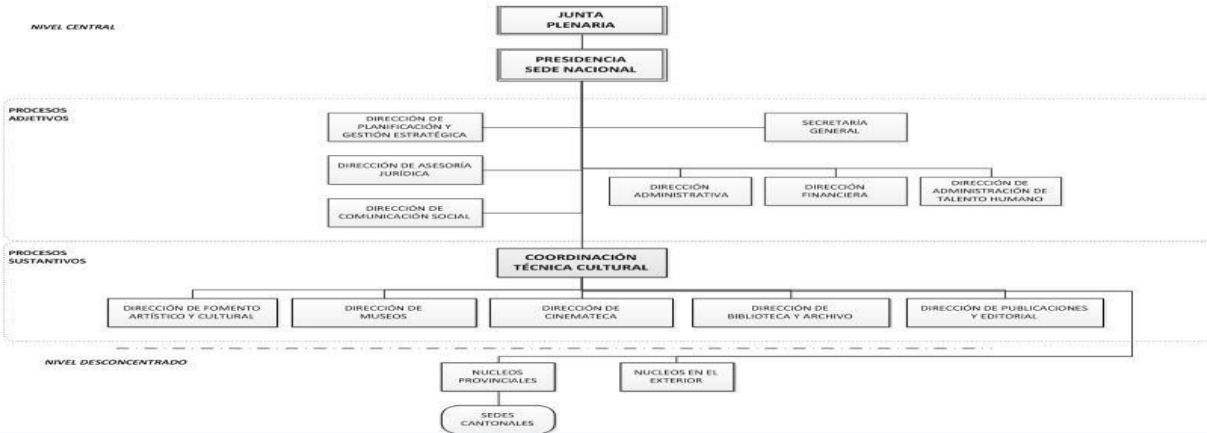 NIVEL CENTRAL
JUNTA
PLENARIA
PRESIDENCIA
SEDE NACIONAL
PROCESOS
ADJETIVOS
DIRECCIÓN DE
PLANIFICACIÓN Y
GESTIÓN ESTRATÉGICA
SECRETARÍA
GENERAL
DIRECCIÓN DE ASESORÍA
JURÍDICA
DIRECCIÓN
ADMINISTRATIVA
DIRECCIÓN
FINANCIERA
DIRECCIÓN DE
ADMINISTRACIÓN DE
TALENTO HUMANO
DIRECCIÓN DE
COMUNICACIÓN SOCIAL
PROCESOS
SUSTANTIVOS
COORDINACIÓN
TÉCNICA CULTURAL
DIRECCIÓN DE FOMENTO
ARTÍSTICO Y CULTURAL
DIRECCIÓN DE
MUSEOS
DIRECCIÓN DE
CINEMATECA
DIRECCIÓN DE
BIBLIOTECA Y ARCHIVO
DIRECCIÓN DE PUBLICACIONES
Y EDITORIAL
NIVEL DESCONCENTRADO
NUCLEOS
PROVINCIALES
NUCLEOS EN EL
EXTERIOR
SEDES
CANTONALES